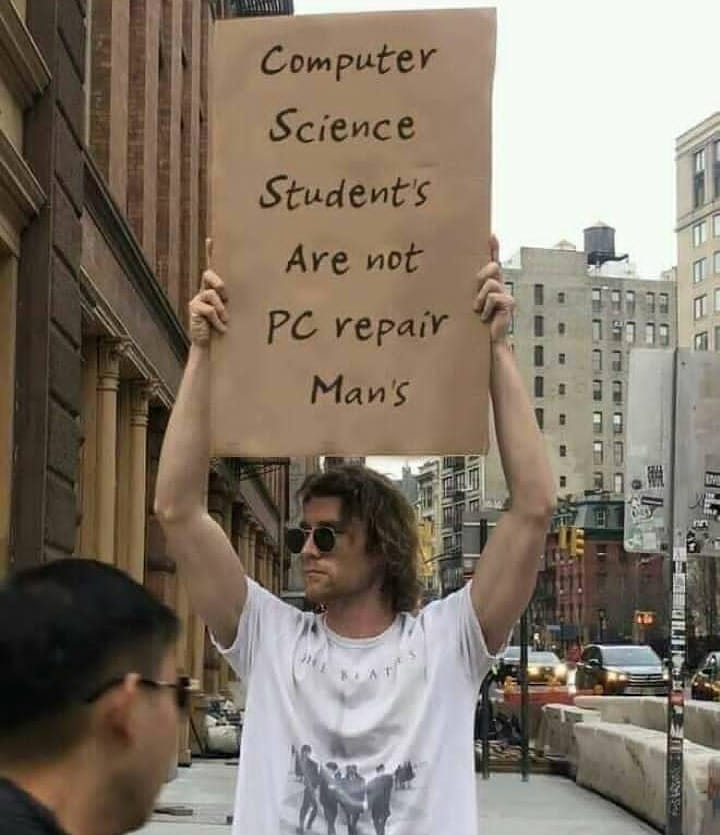 Computer
Science
Student's
Are not
PC repair
Man's